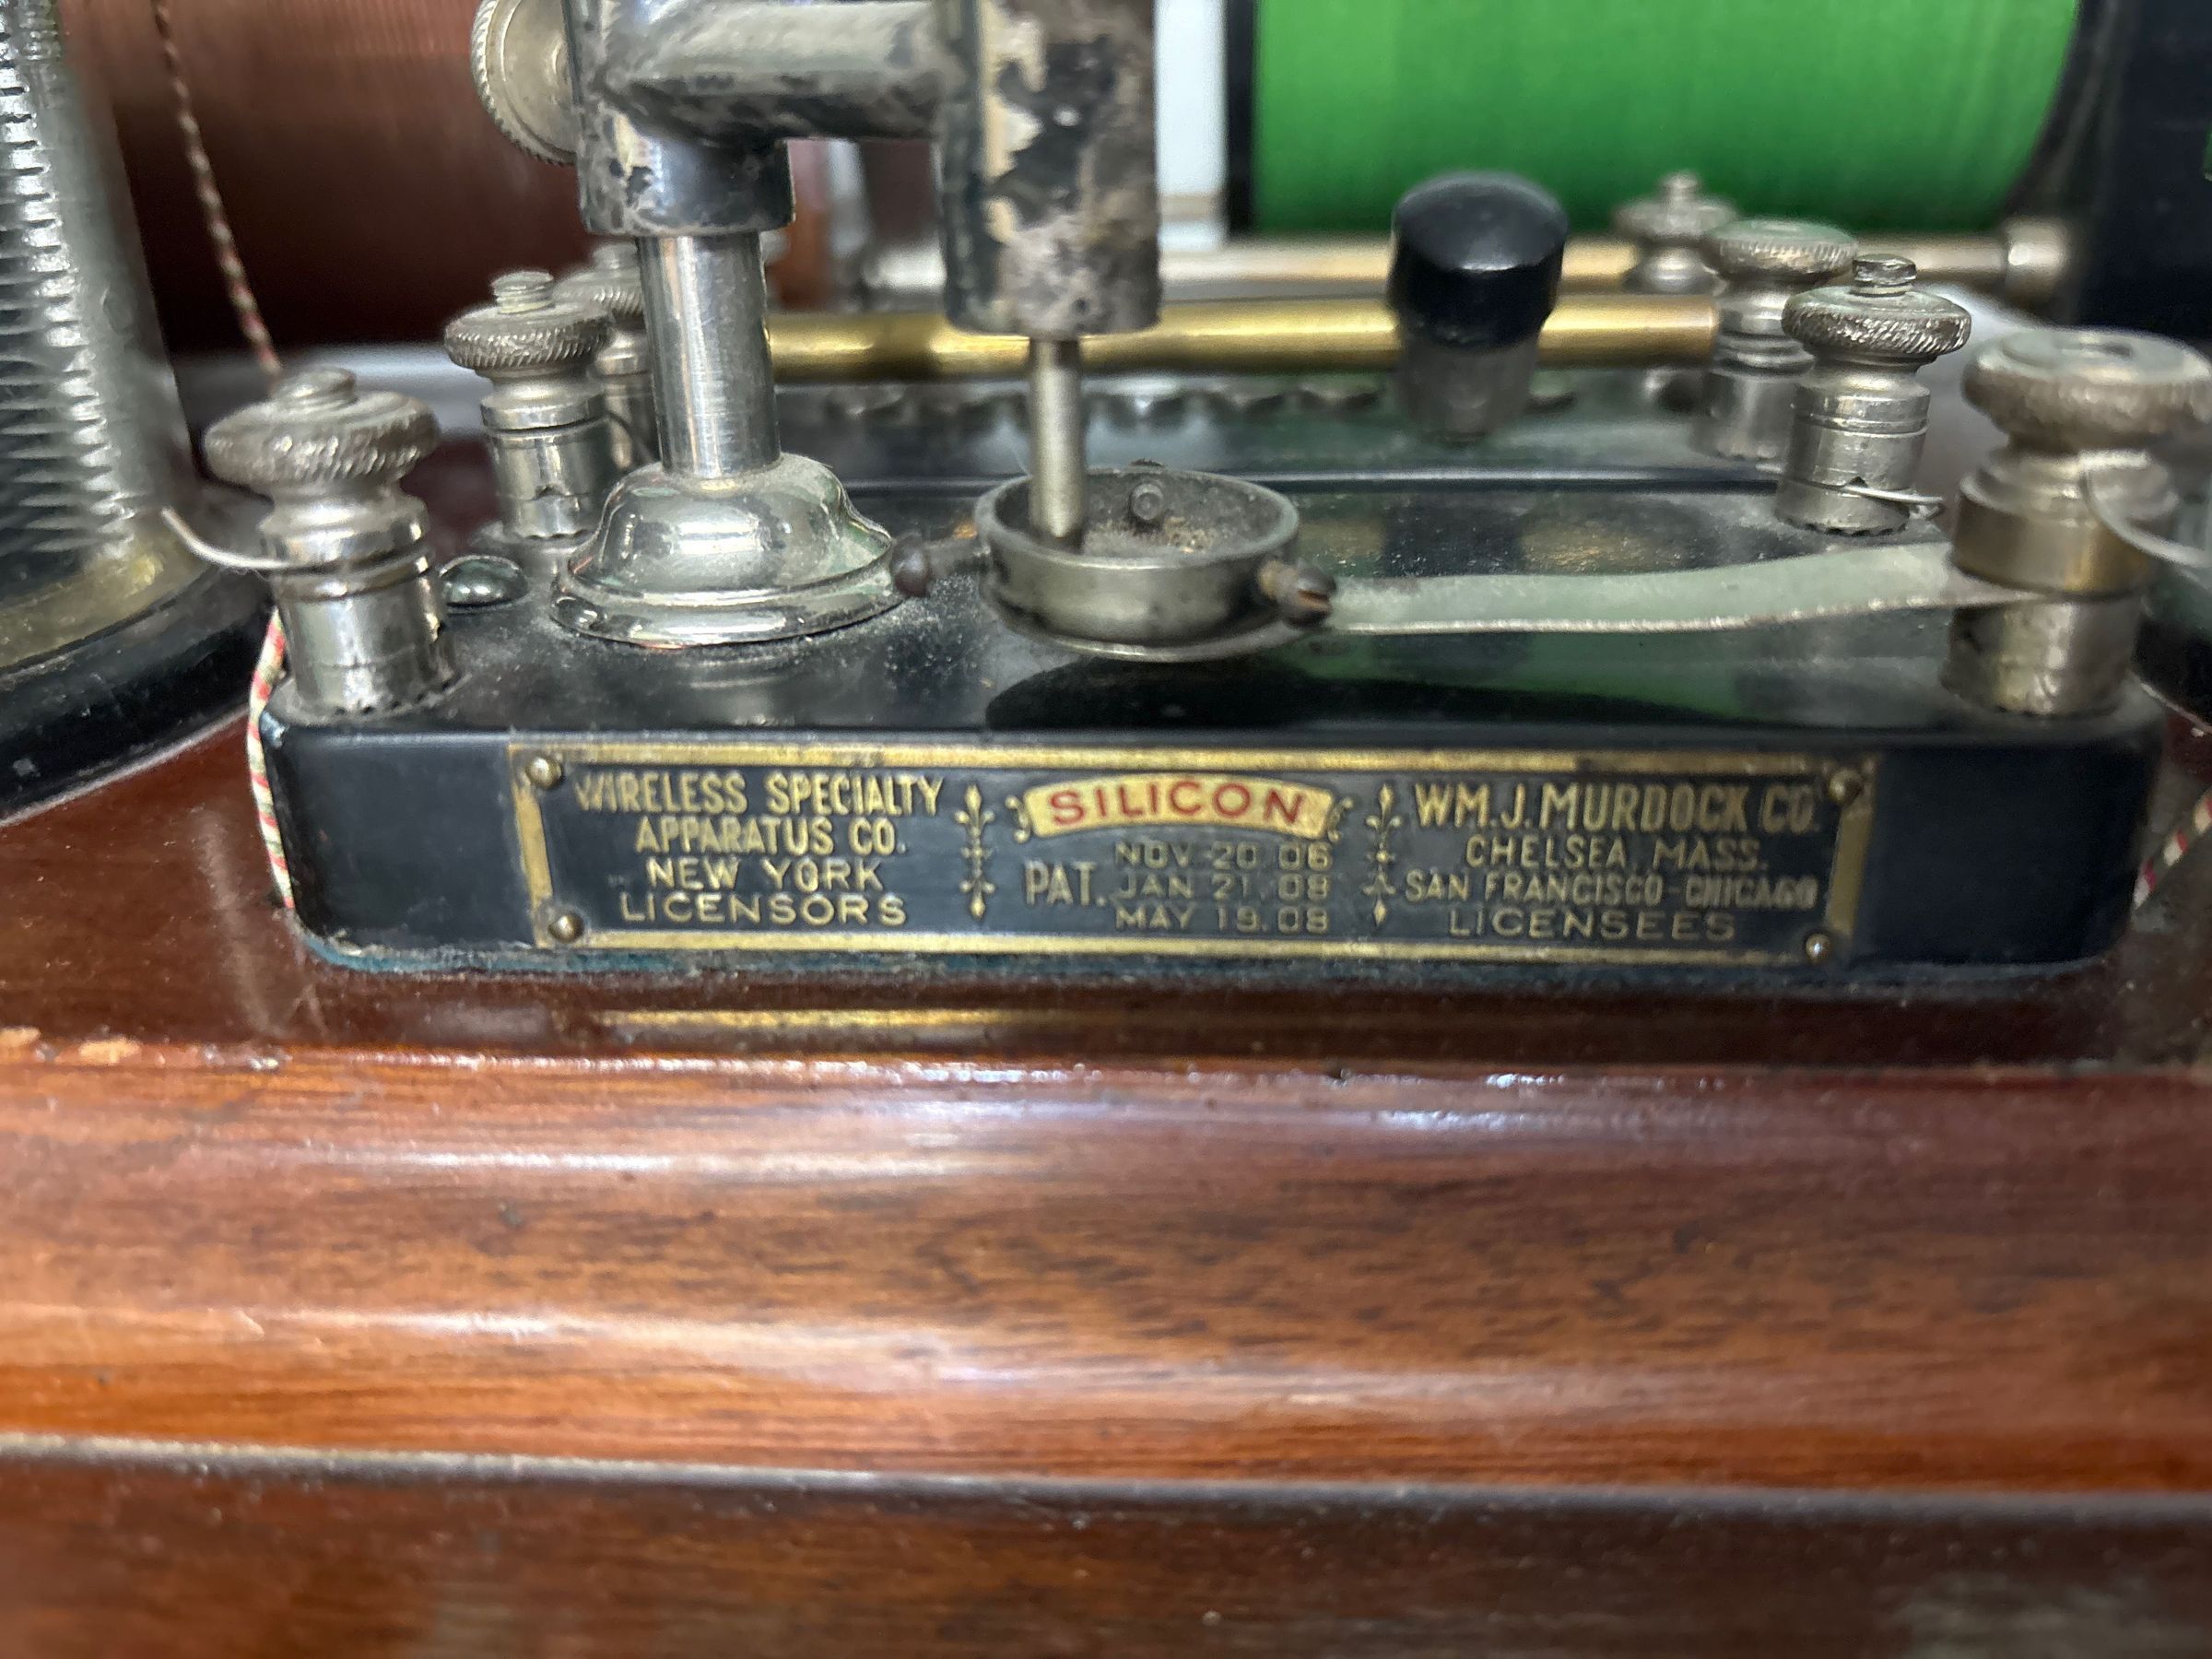 WIRELESS SPECIALTY
APPARATUS CO.
NEW YORK
LICENSORS
SILICON
PAT. NOV. 20. 06
JAN 21. 08
MAY 19. 08
WM. J. MURDOCK CO.
CHELSEA, MASS.
SAN FRANCISCO-CHICAGO
LICENSEES